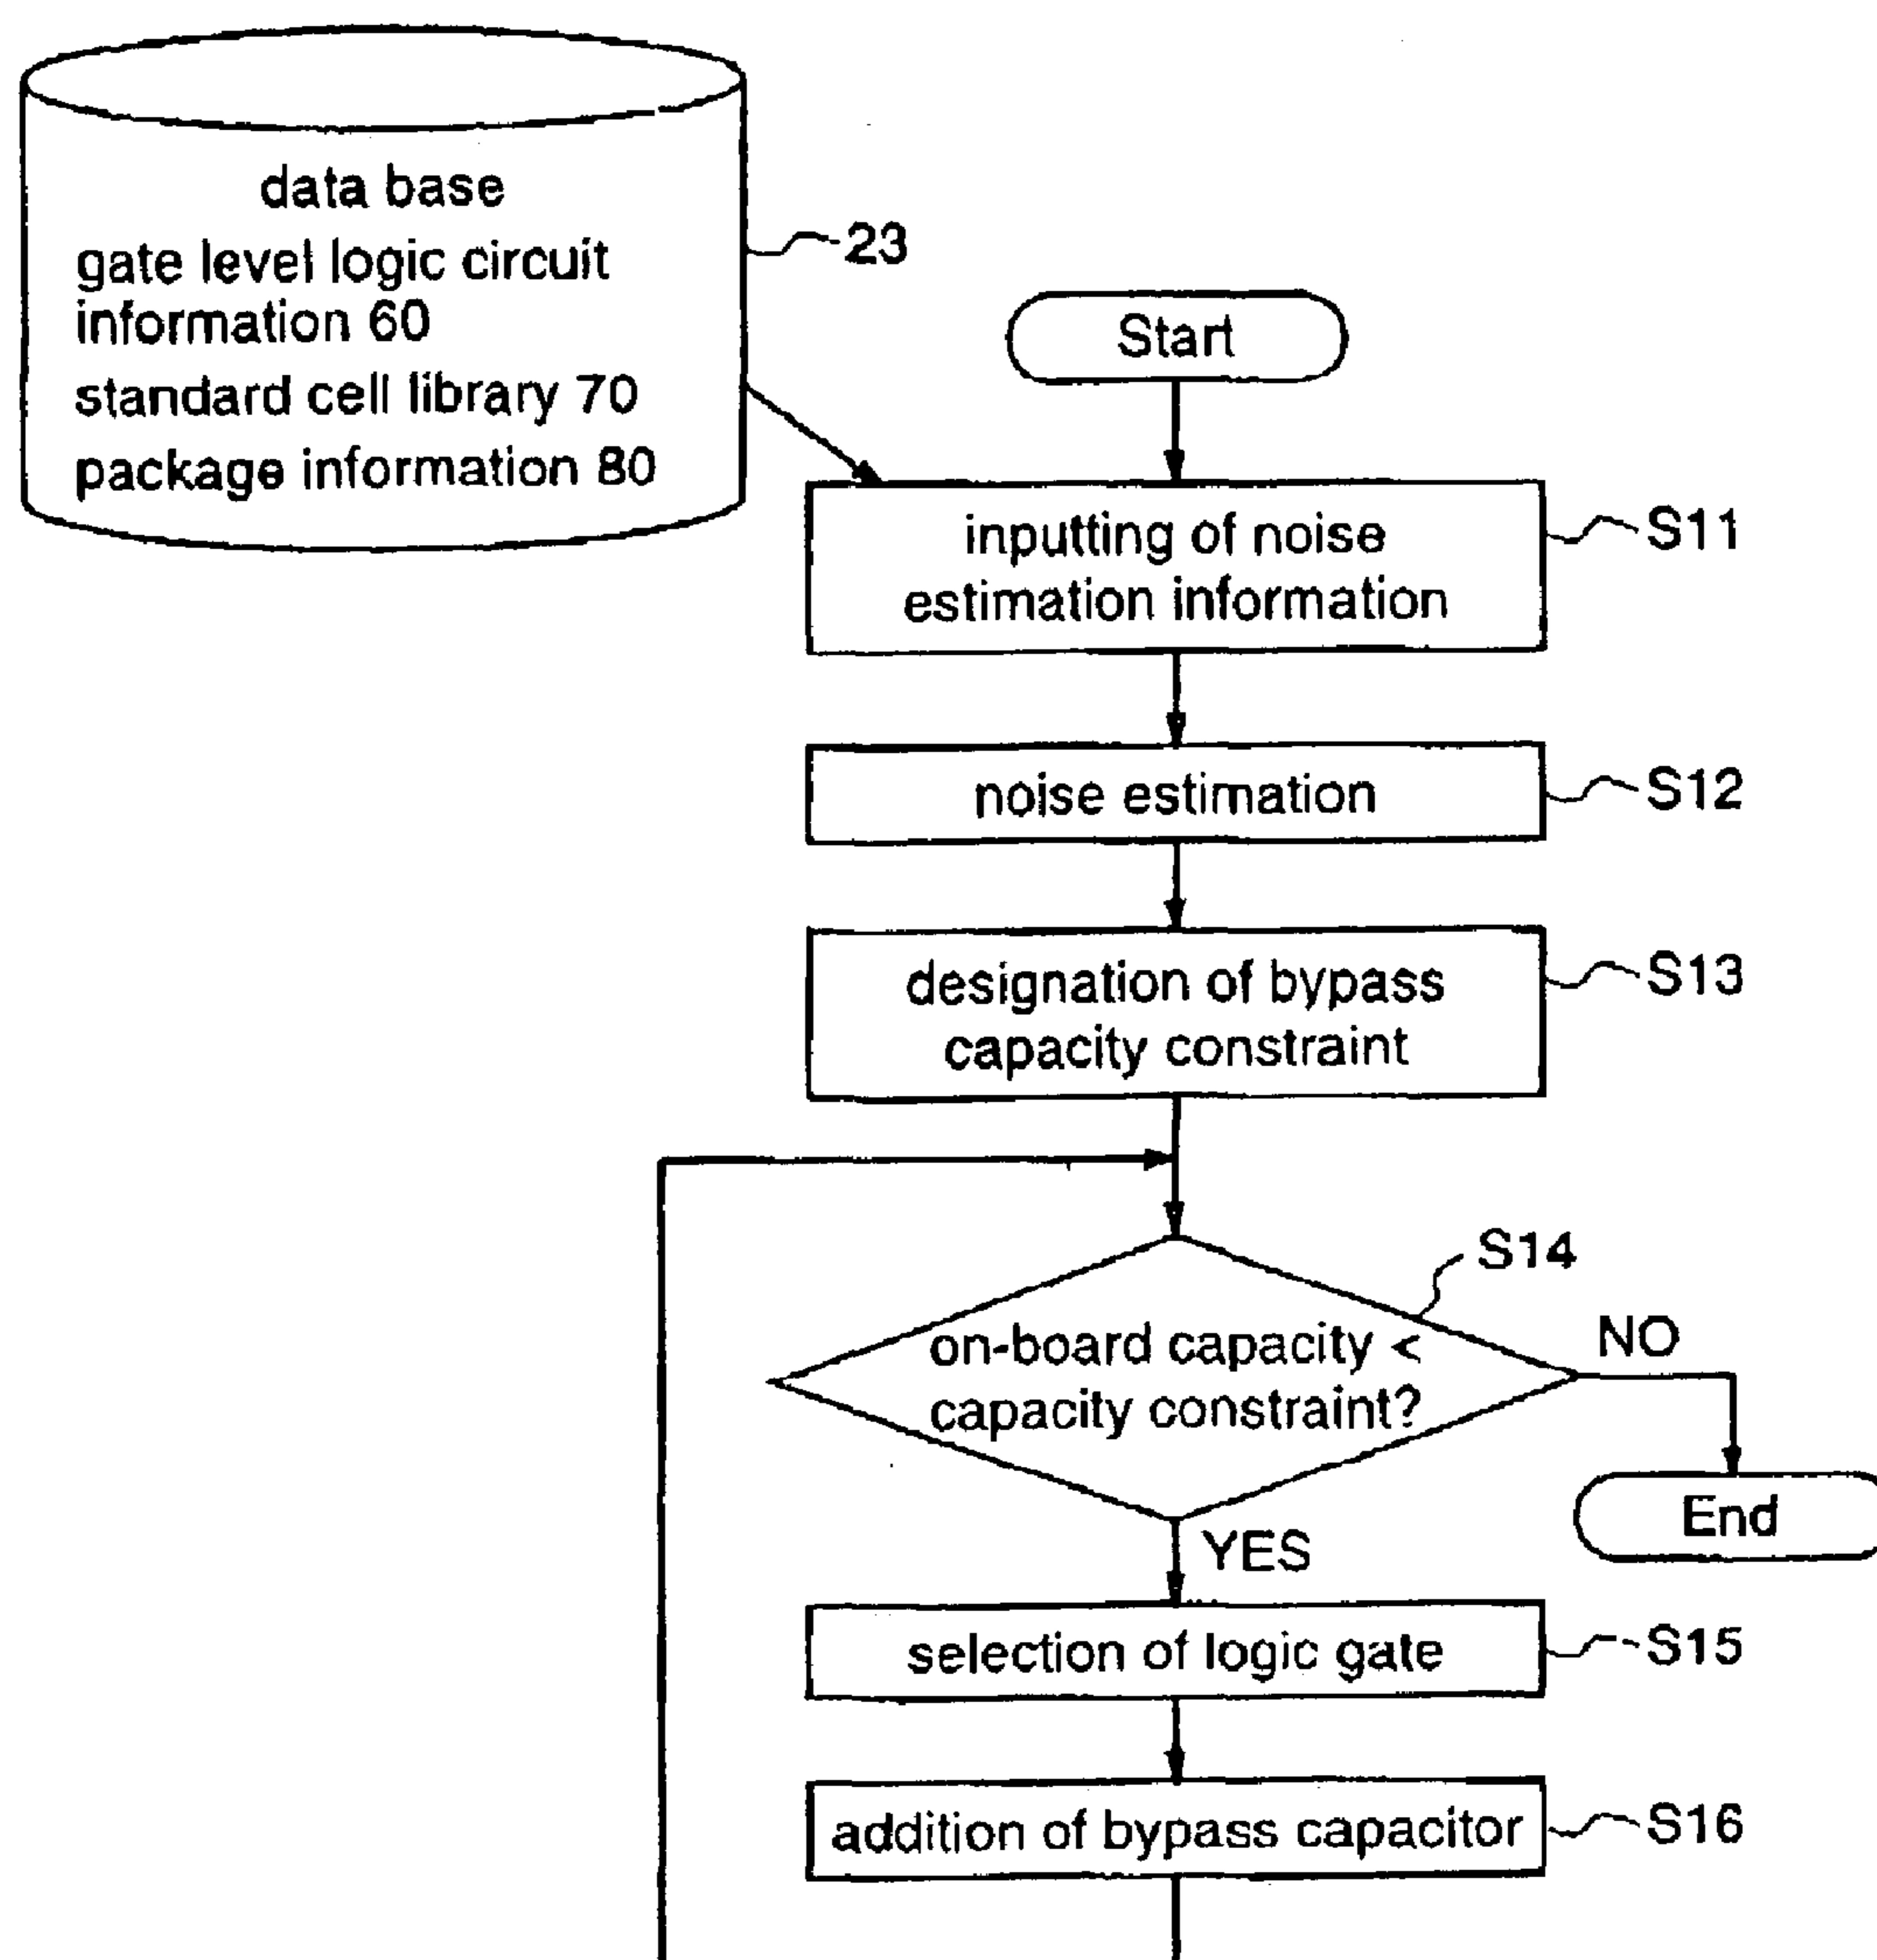 data base
gate level logic circuit
information 60
standard cell library 70
package information 80
23
Start
inputting of noise
estimation information
S11
noise estimation
S12
designation of bypass
capacity constraint
S13
S14
on-board capacity <
capacity constraint?
NO
End
YES
selection of logic gate
S15
addition of bypass capacitor
S16